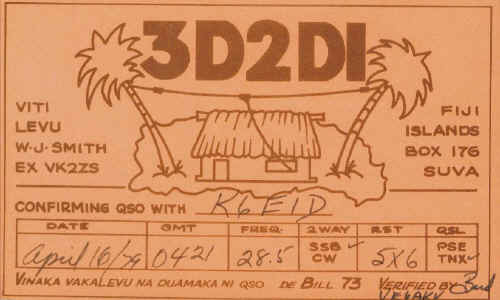 3D2DI
VITI
LEVU
W·J·SMITH
EX VK2ZS
FIJI
ISLANDS
BOX 176
SUVA
CONFIRMING QSO WITH K6EID
DATE GMT FREQ. 2WAY RST QSL
April 16/79 0421 28.5 SSB ✓ CW 5X6 PSE TNX ✓
VINAKA VAKALEVU NA DUAMAKA NI QSO DE BILL 73 VERIFIED BY Bud